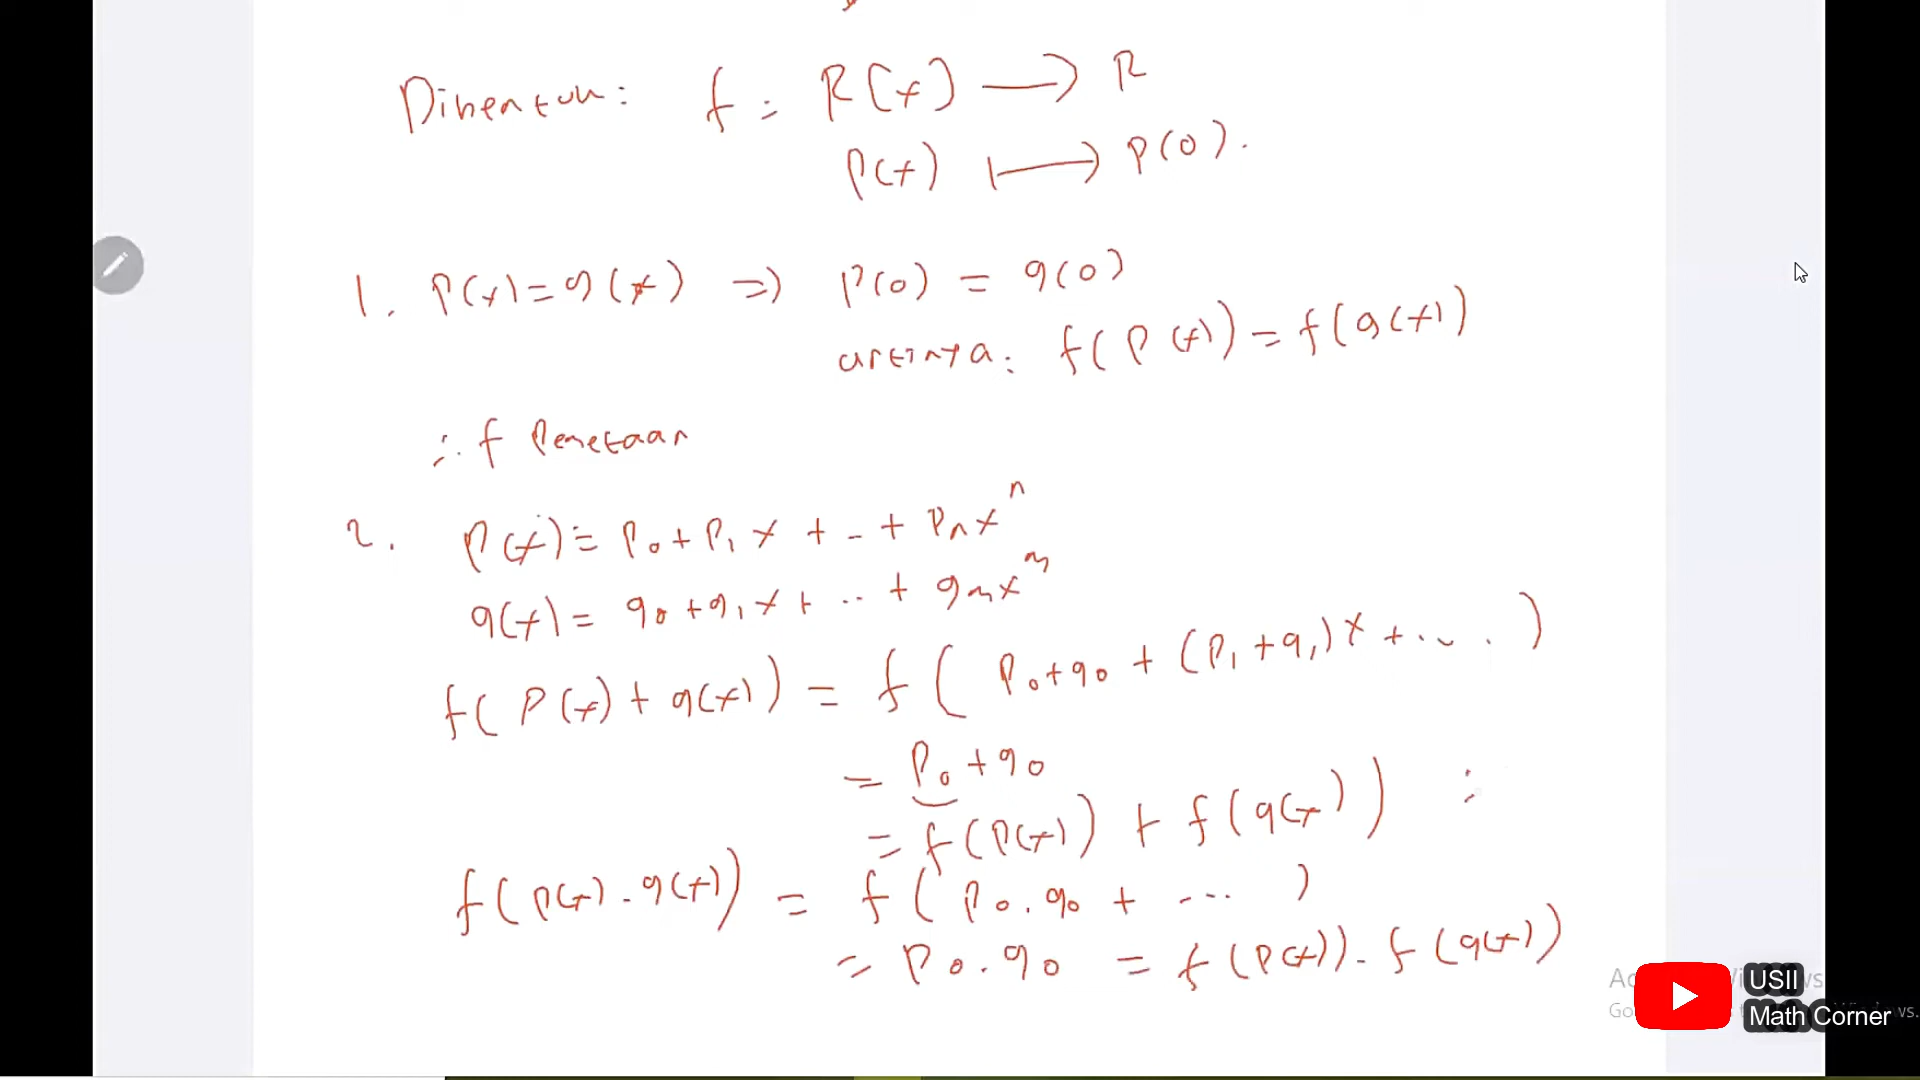 Dibentuk: f = R[x] ⟶ R
P(x) ⟼ P(0).
1. P(x) = q(x) ⇒ P(0) = q(0)
artinya: f(P(x)) = f(q(x))
∴ f Pemetaan
2. P(x) = P₀ + P₁x + .. + Pₙxⁿ
q(x) = q₀ + q₁x + .. + qₘxᵐ
f(P(x) + q(x)) = f(P₀+q₀ + (P₁+q₁)x + ... .)
= P₀ + q₀
= f(P(x)) + f(q(x)) :
f(P(x) . q(x)) = f(P₀.q₀ + ... )
= P₀.q₀ = f(P(x)) . f(q(x))
USII
Math Corner